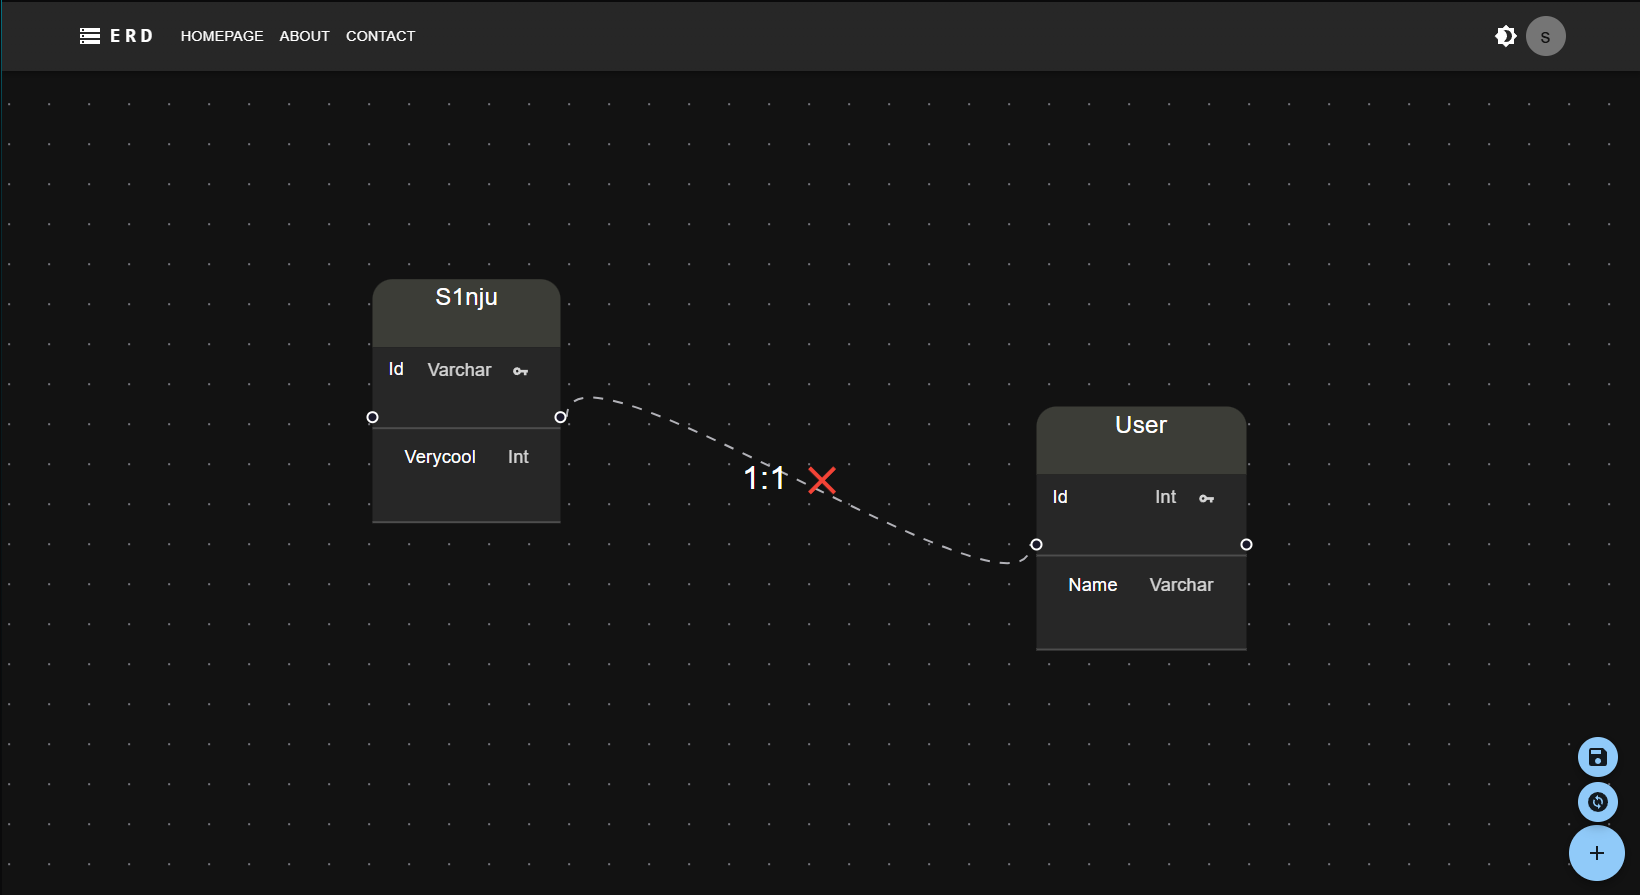 ERD HOMEPAGE ABOUT CONTACT S
S1nju
Id Varchar
Verycool Int
1:1
User
Id Int
Name Varchar